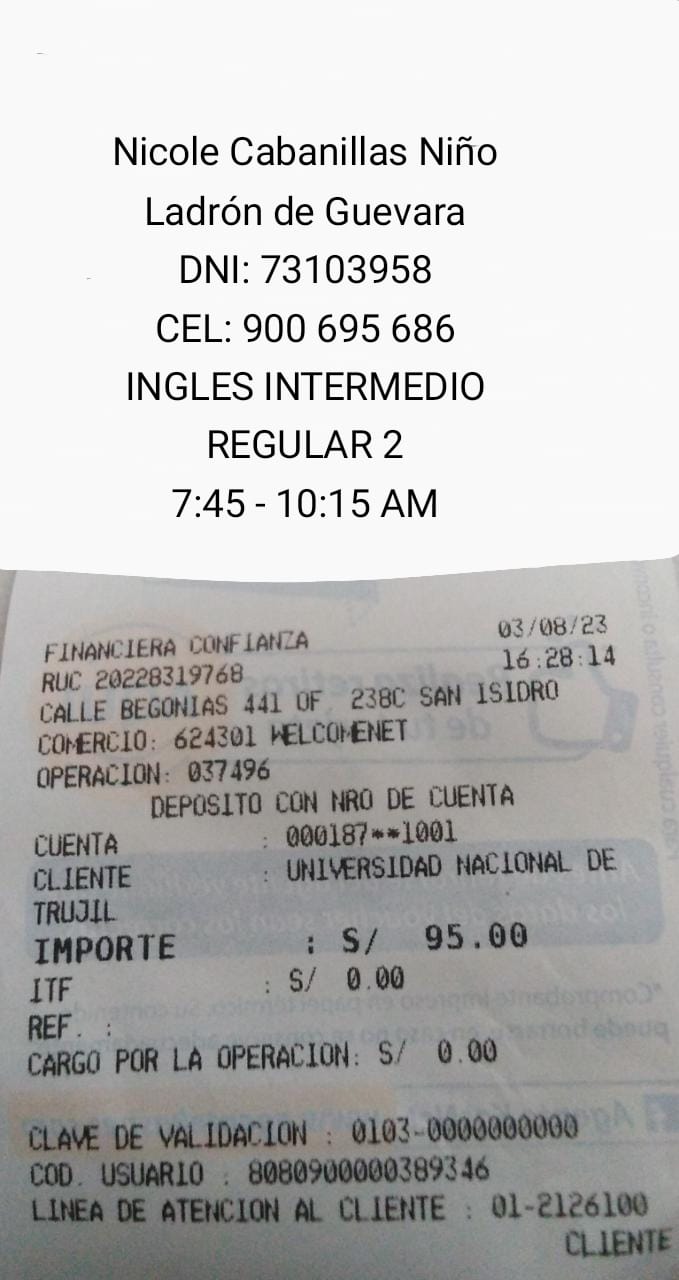 Nicole Cabanillas Niño
Ladrón de Guevara
DNI: 73103958
CEL: 900 695 686
INGLES INTERMEDIO
REGULAR 2
7:45 - 10:15 AM
FINANCIERA CONFIANZA 03/08/23
RUC 20228319768 16:28:14
CALLE BEGONIAS 441 OF 238C SAN ISIDRO
COMERCIO: 624301 WELCOMENET
OPERACION: 037496
DEPOSITO CON NRO DE CUENTA
CUENTA : 000187**1001
CLIENTE : UNIVERSIDAD NACIONAL DE
TRUJIL
IMPORTE : S/ 95.00
ITF : S/ 0.00
REF. :
CARGO POR LA OPERACION: S/ 0.00
CLAVE DE VALIDACION : 0103-0000000000
COD. USUARIO : 8080900000389346
LINEA DE ATENCION AL CLIENTE : 01-2126100
CLIENTE